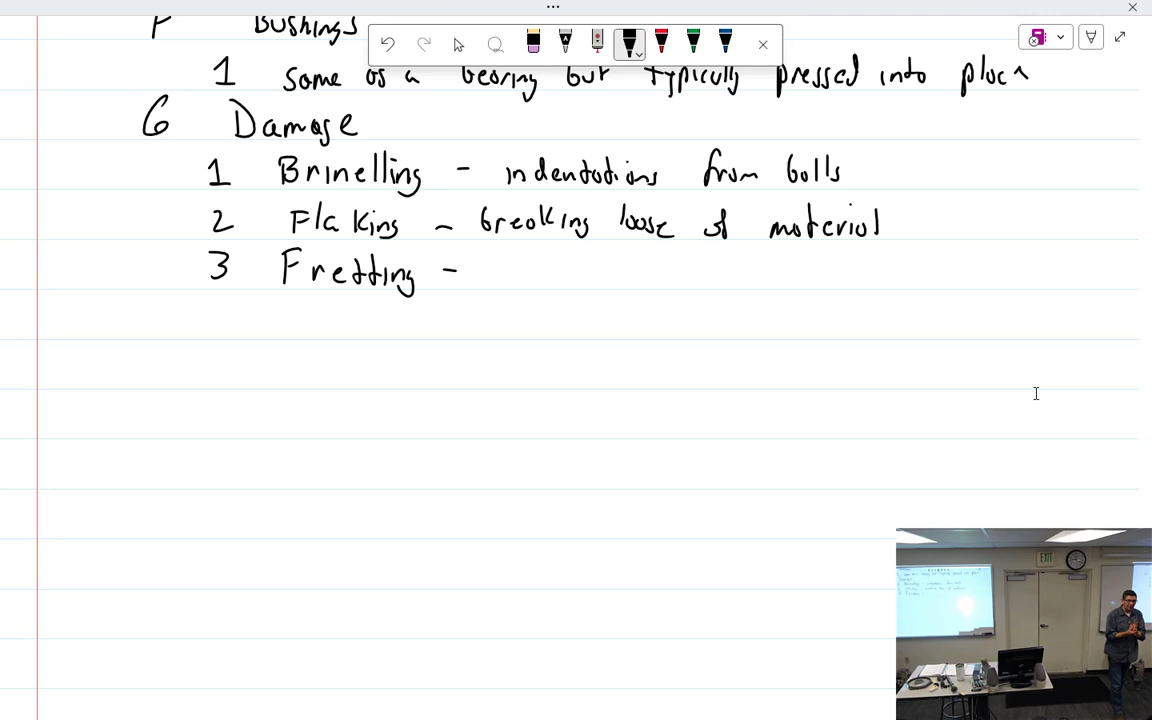 F Bushings
1 Same as a bearing but typically pressed into place
G Damage
1 Brinelling - indentations from balls
2 Flaking - breaking loose of material
3 Fretting -
EXIT